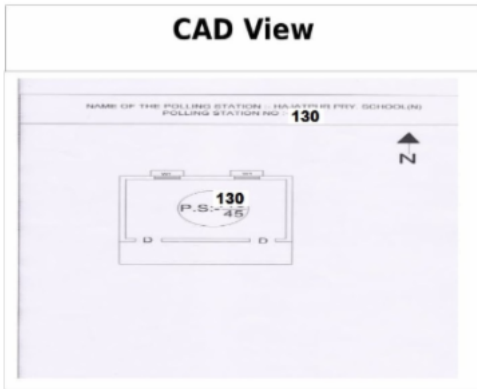 CAD View
NAME OF THE POLLING STATION :- HAJATPUR PRY. SCHOOL(N)
POLLING STATION NO :- 130
N
P.S:- 130
45
D D